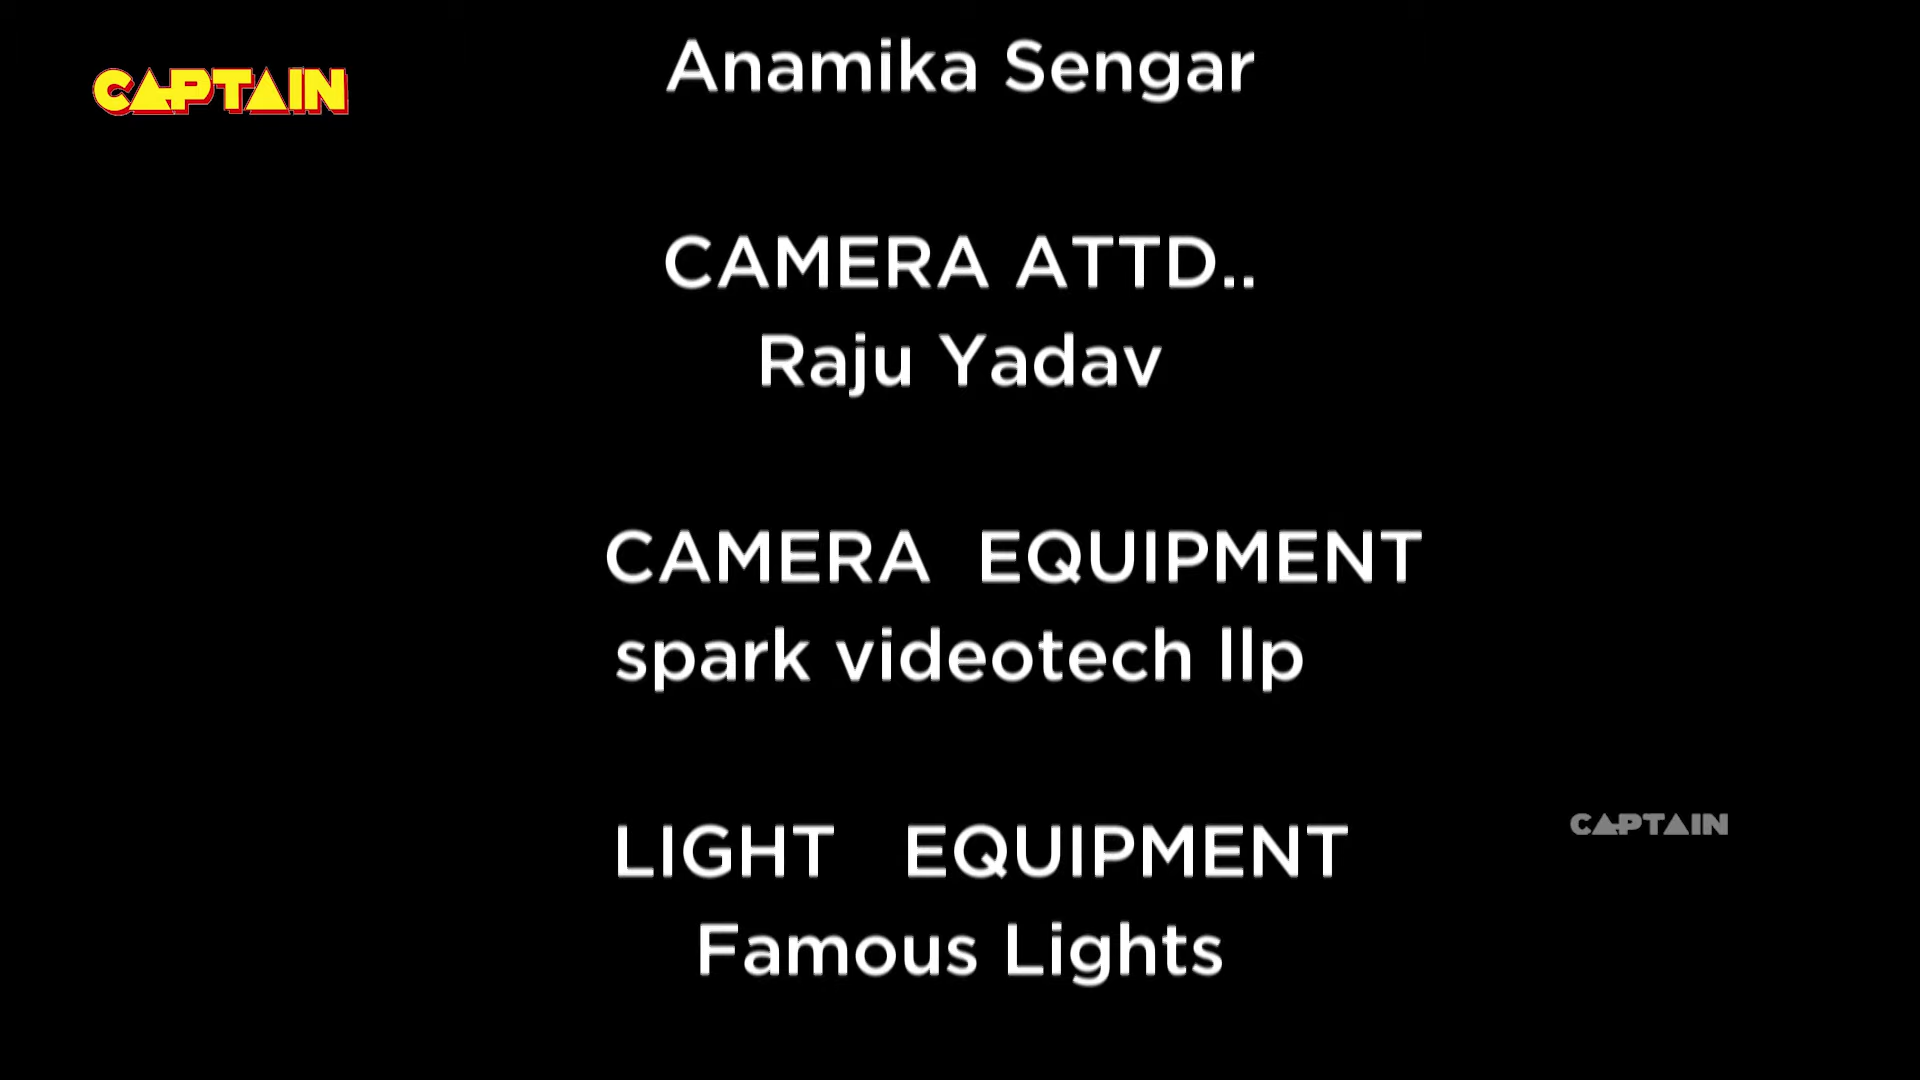 CAPTAIN
Anamika Sengar
CAMERA ATTD..
Raju Yadav
CAMERA EQUIPMENT
spark videotech llp
LIGHT EQUIPMENT
Famous Lights
CAPTAIN